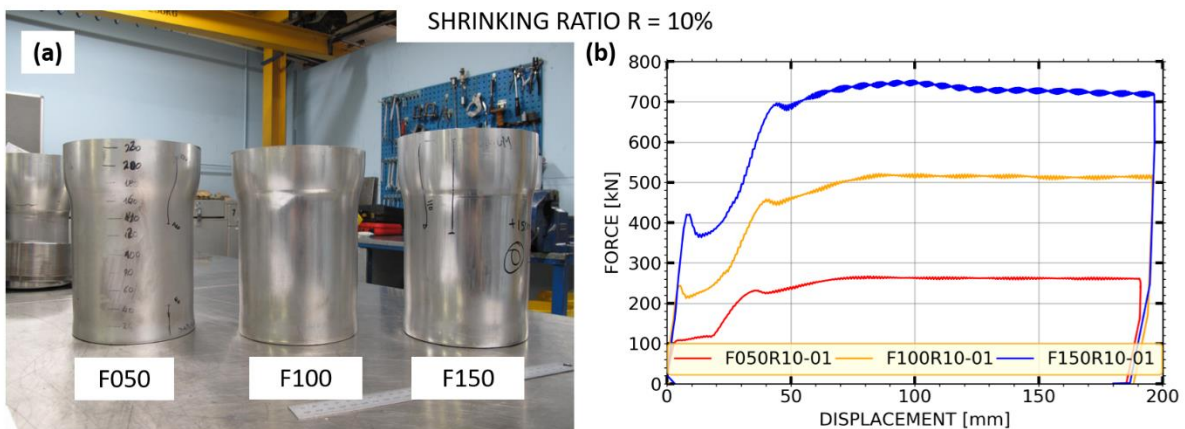 SHRINKING RATIO R = 10%
(a)
F050
F100
F150
(b)
800
700
600
500
400
300
200
100
0
FORCE [kN]
F050R10-01
F100R10-01
F150R10-01
0 50 100 150 200
DISPLACEMENT [mm]